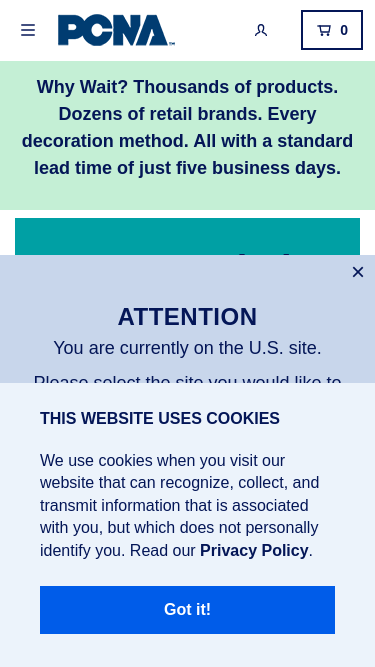 PCNA
0
Why Wait? Thousands of products.
Dozens of retail brands. Every
decoration method. All with a standard
lead time of just five business days.
ATTENTION
You are currently on the U.S. site.
Please select the site you would like to
THIS WEBSITE USES COOKIES
We use cookies when you visit our
website that can recognize, collect, and
transmit information that is associated
with you, but which does not personally
identify you. Read our Privacy Policy.
Got it!